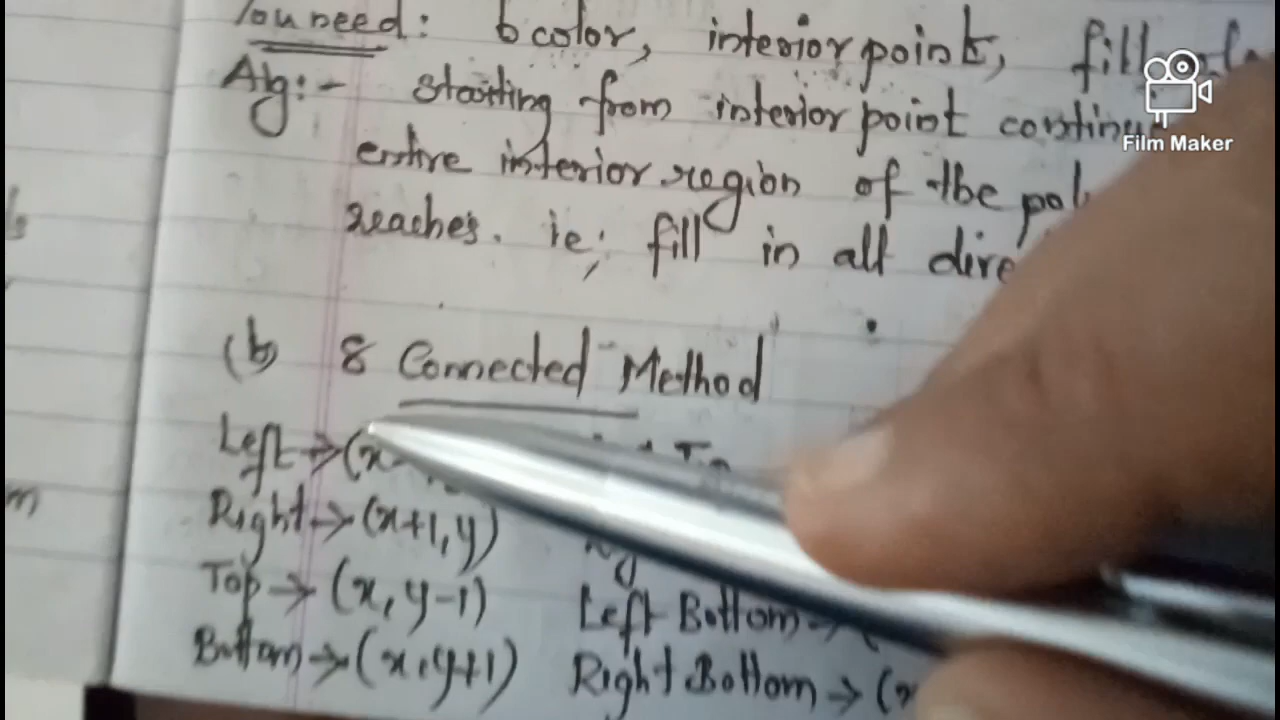 You need: b color, interior point,
Alg:- starting from interior point continue
entire interior region of the
reaches. ie; fill in all
(b) 8 Connected Method
Left → (x-
Right → (x+1, y)
Top → (x, y-1)
Left Bottom → (
Bottom → (x, y+1) Right Bottom → (x
Film Maker